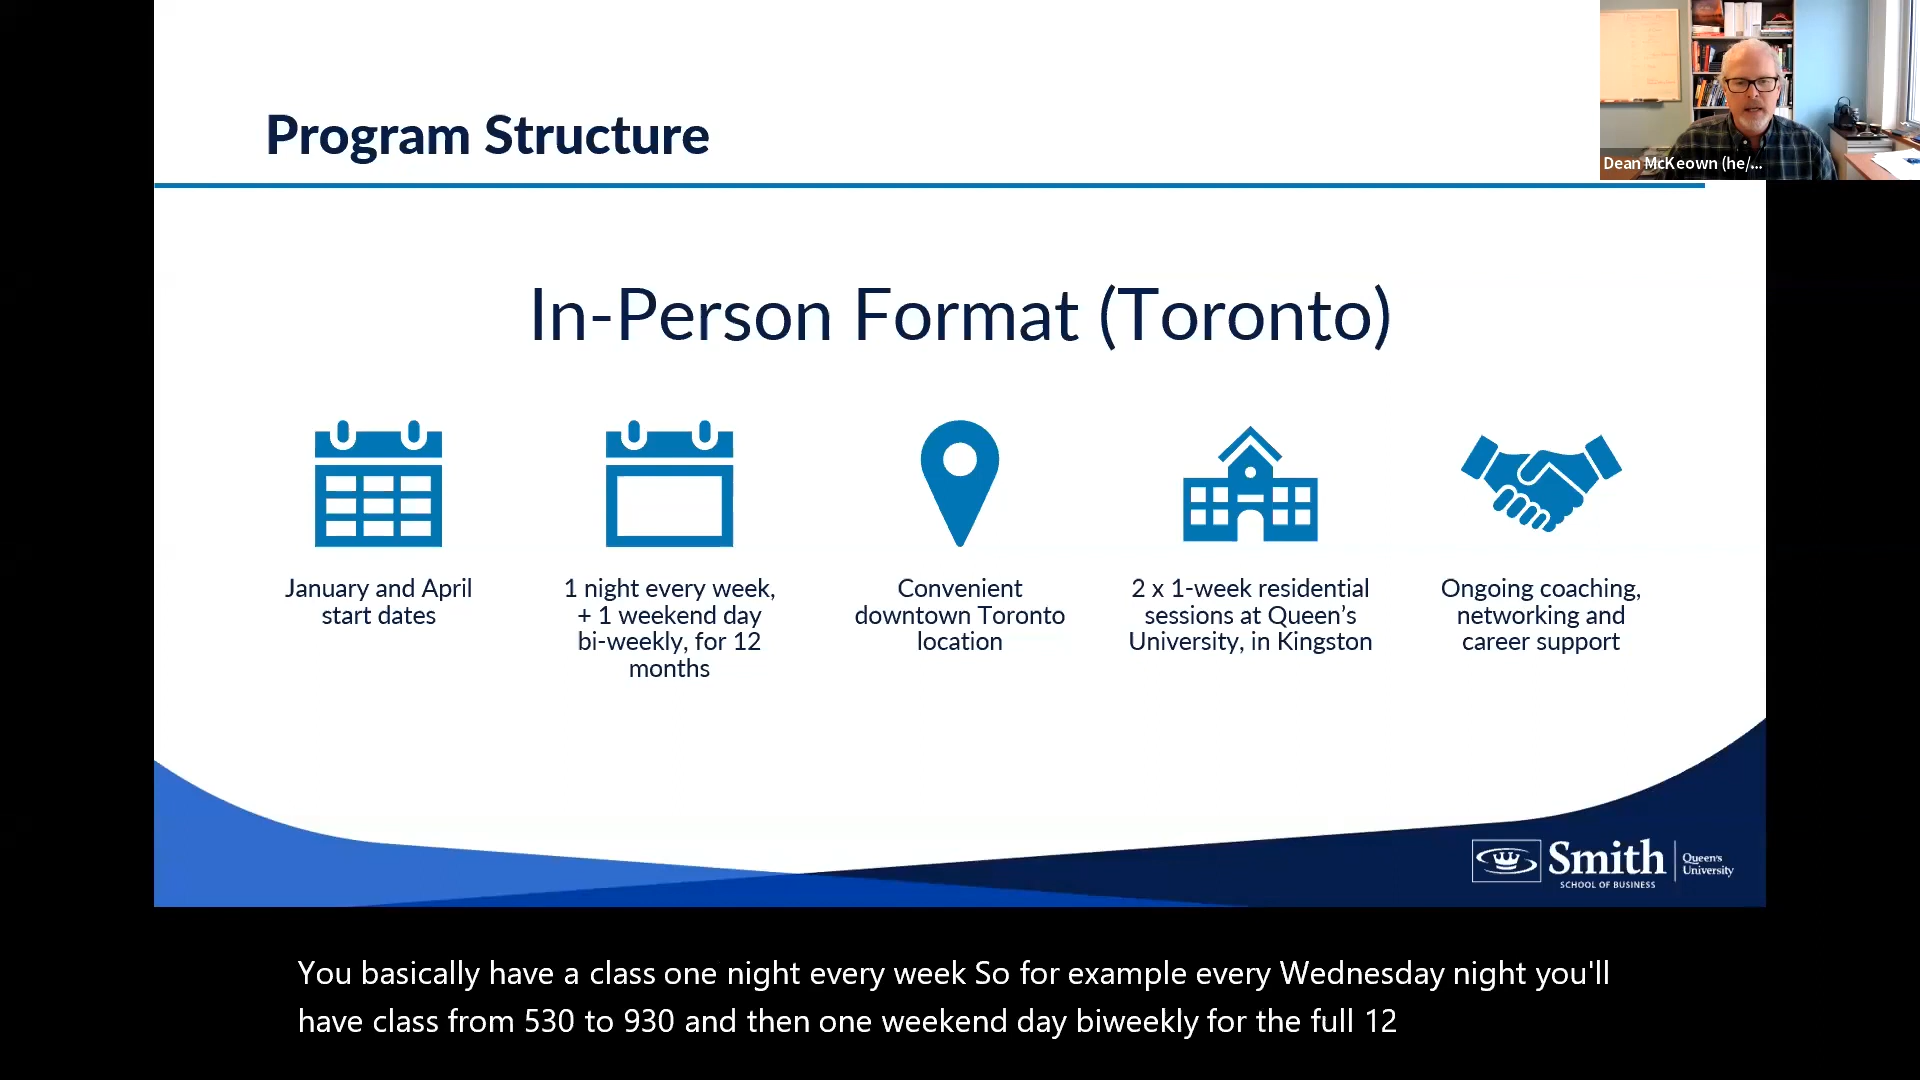 Program Structure
Dean McKeown (he/...
In-Person Format (Toronto)
January and April
start dates
1 night every week,
+ 1 weekend day
bi-weekly, for 12
months
Convenient
downtown Toronto
location
2 x 1-week residential
sessions at Queen’s
University, in Kingston
Ongoing coaching,
networking and
career support
Smith
SCHOOL OF BUSINESS
Queen's
University
You basically have a class one night every week So for example every Wednesday night you'll
have class from 530 to 930 and then one weekend day biweekly for the full 12